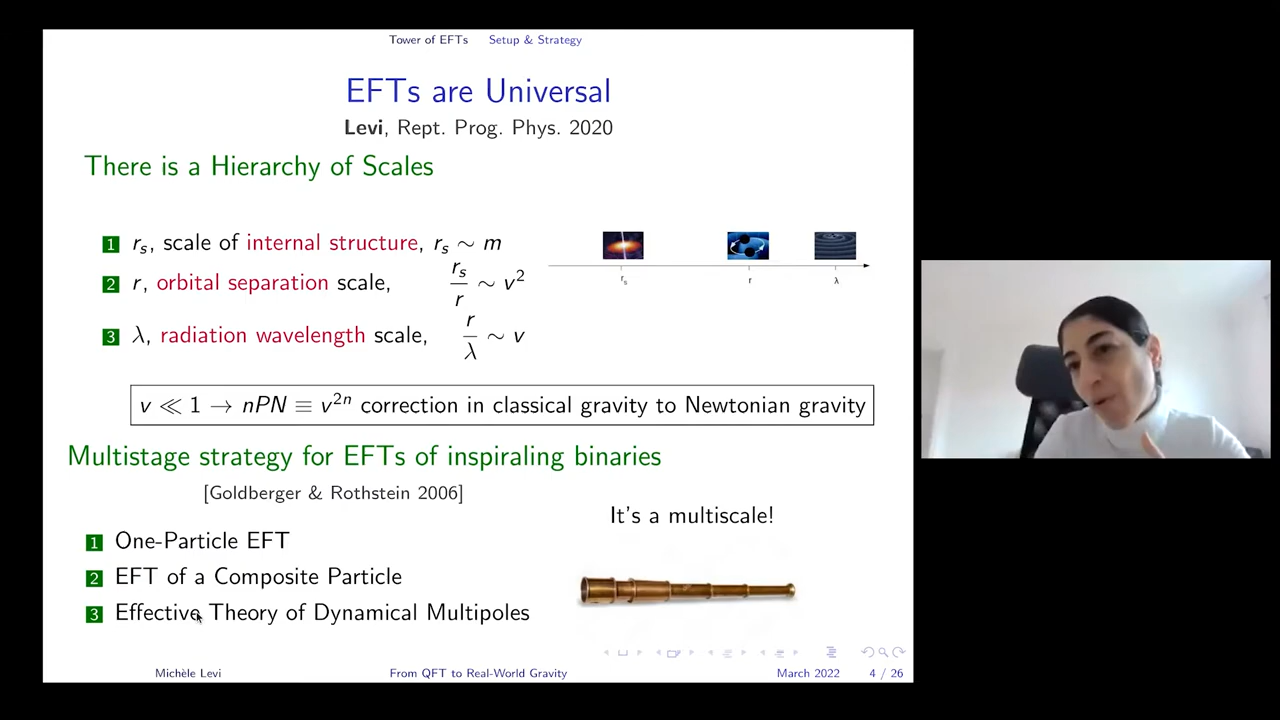 Tower of EFTs Setup & Strategy
EFTs are Universal
Levi, Rept. Prog. Phys. 2020
There is a Hierarchy of Scales
1 r_s, scale of internal structure, r_s ∼ m
2 r, orbital separation scale, r_s/r ∼ v²
3 λ, radiation wavelength scale, r/λ ∼ v
r_s r λ
v ≪ 1 → nPN ≡ v²ⁿ correction in classical gravity to Newtonian gravity
Multistage strategy for EFTs of inspiraling binaries
[Goldberger & Rothstein 2006]
It's a multiscale!
1 One-Particle EFT
2 EFT of a Composite Particle
3 Effective Theory of Dynamical Multipoles
Michèle Levi From QFT to Real-World Gravity March 2022 4 / 26